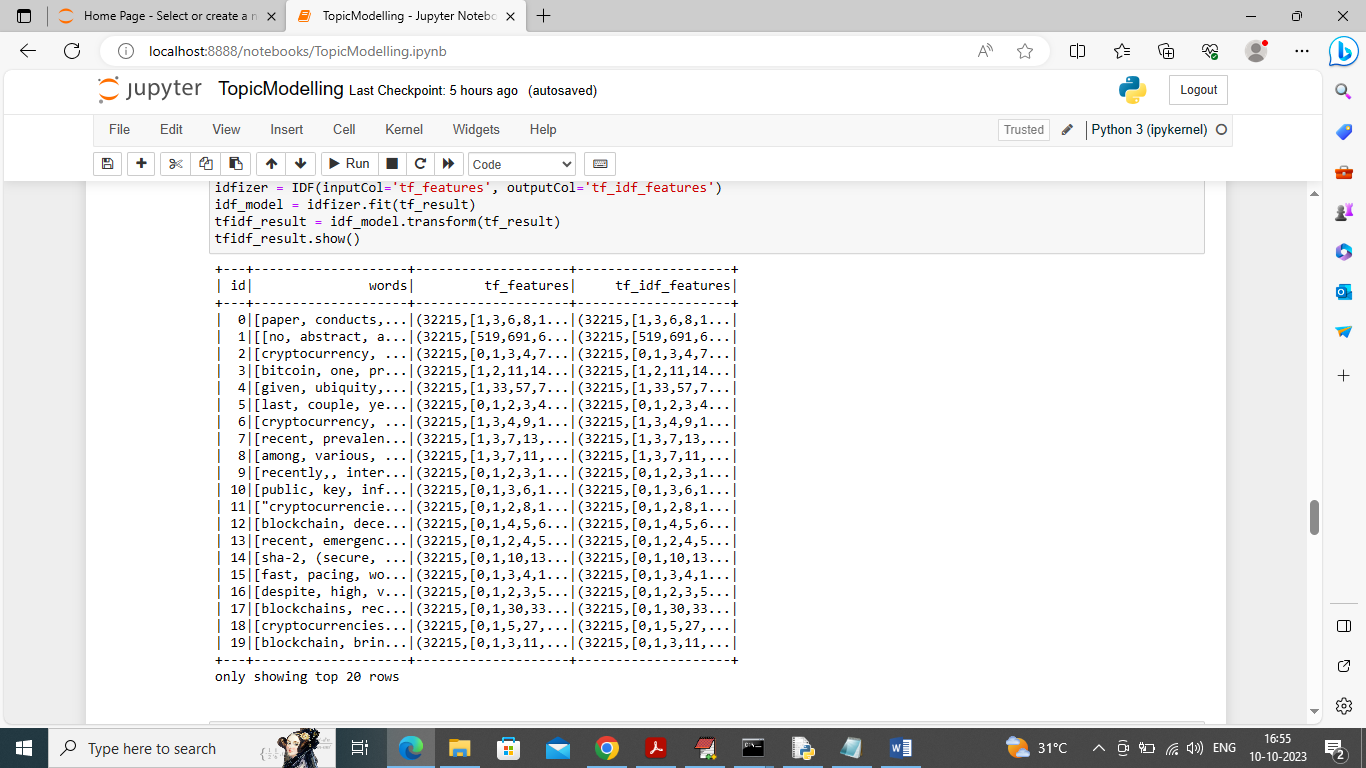 Home Page - Select or create a n
TopicModelling - Jupyter Notebo
localhost:8888/notebooks/TopicModelling.ipynb
jupyter TopicModelling Last Checkpoint: 5 hours ago (autosaved)
Logout
File Edit View Insert Cell Kernel Widgets Help
Trusted Python 3 (ipykernel)
Run Code
idfizer = IDF(inputCol='tf_features', outputCol='tf_idf_features')
idf_model = idfizer.fit(tf_result)
tfidf_result = idf_model.transform(tf_result)
tfidf_result.show()
+---+--------------------+--------------------+--------------------+
| id|               words|         tf_features|     tf_idf_features|
+---+--------------------+--------------------+--------------------+
|  0|[paper, conducts,...|(32215,[1,3,6,8,1...|(32215,[1,3,6,8,1...|
|  1|[[no, abstract, a...|(32215,[519,691,6...|(32215,[519,691,6...|
|  2|[cryptocurrency, ...|(32215,[0,1,3,4,7...|(32215,[0,1,3,4,7...|
|  3|[bitcoin, one, pr...|(32215,[1,2,11,14...|(32215,[1,2,11,14...|
|  4|[given, ubiquity,...|(32215,[1,33,57,7...|(32215,[1,33,57,7...|
|  5|[last, couple, ye...|(32215,[0,1,2,3,4...|(32215,[0,1,2,3,4...|
|  6|[cryptocurrency, ...|(32215,[1,3,4,9,1...|(32215,[1,3,4,9,1...|
|  7|[recent, prevalen...|(32215,[1,3,7,13,...|(32215,[1,3,7,13,...|
|  8|[among, various, ...|(32215,[1,3,7,11,...|(32215,[1,3,7,11,...|
|  9|[recently,, inter...|(32215,[0,1,2,3,1...|(32215,[0,1,2,3,1...|
| 10|[public, key, inf...|(32215,[0,1,3,6,1...|(32215,[0,1,3,6,1...|
| 11|["cryptocurrencie...|(32215,[0,1,2,8,1...|(32215,[0,1,2,8,1...|
| 12|[blockchain, dece...|(32215,[0,1,4,5,6...|(32215,[0,1,4,5,6...|
| 13|[recent, emergenc...|(32215,[0,1,2,4,5...|(32215,[0,1,2,4,5...|
| 14|[sha-2, (secure, ...|(32215,[0,1,10,13...|(32215,[0,1,10,13...|
| 15|[fast, pacing, wo...|(32215,[0,1,3,4,1...|(32215,[0,1,3,4,1...|
| 16|[despite, high, v...|(32215,[0,1,2,3,5...|(32215,[0,1,2,3,5...|
| 17|[blockchains, rec...|(32215,[0,1,30,33...|(32215,[0,1,30,33...|
| 18|[cryptocurrencies...|(32215,[0,1,5,27,...|(32215,[0,1,5,27,...|
| 19|[blockchain, brin...|(32215,[0,1,3,11,...|(32215,[0,1,3,11,...|
+---+--------------------+--------------------+--------------------+
only showing top 20 rows
Type here to search
31°C
ENG
16:55
10-10-2023
2